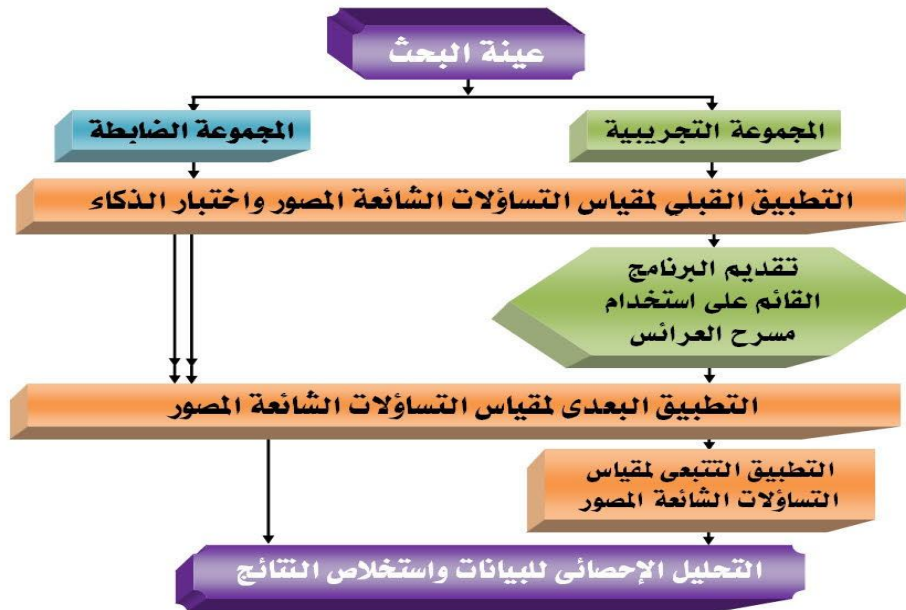 عينة البحث
المجموعة التجريبية
المجموعة الضابطة
التطبيق القبلي لمقياس التساؤلات الشائعة المصور واختبار الذكاء
تقديم البرنامج
القائم على استخدام
مسرح العرائس
التطبيق البعدى لمقياس التساؤلات الشائعة المصور
التطبيق التتبعى لمقياس
التساؤلات الشائعة المصور
التحليل الإحصائى للبيانات واستخلاص النتائج